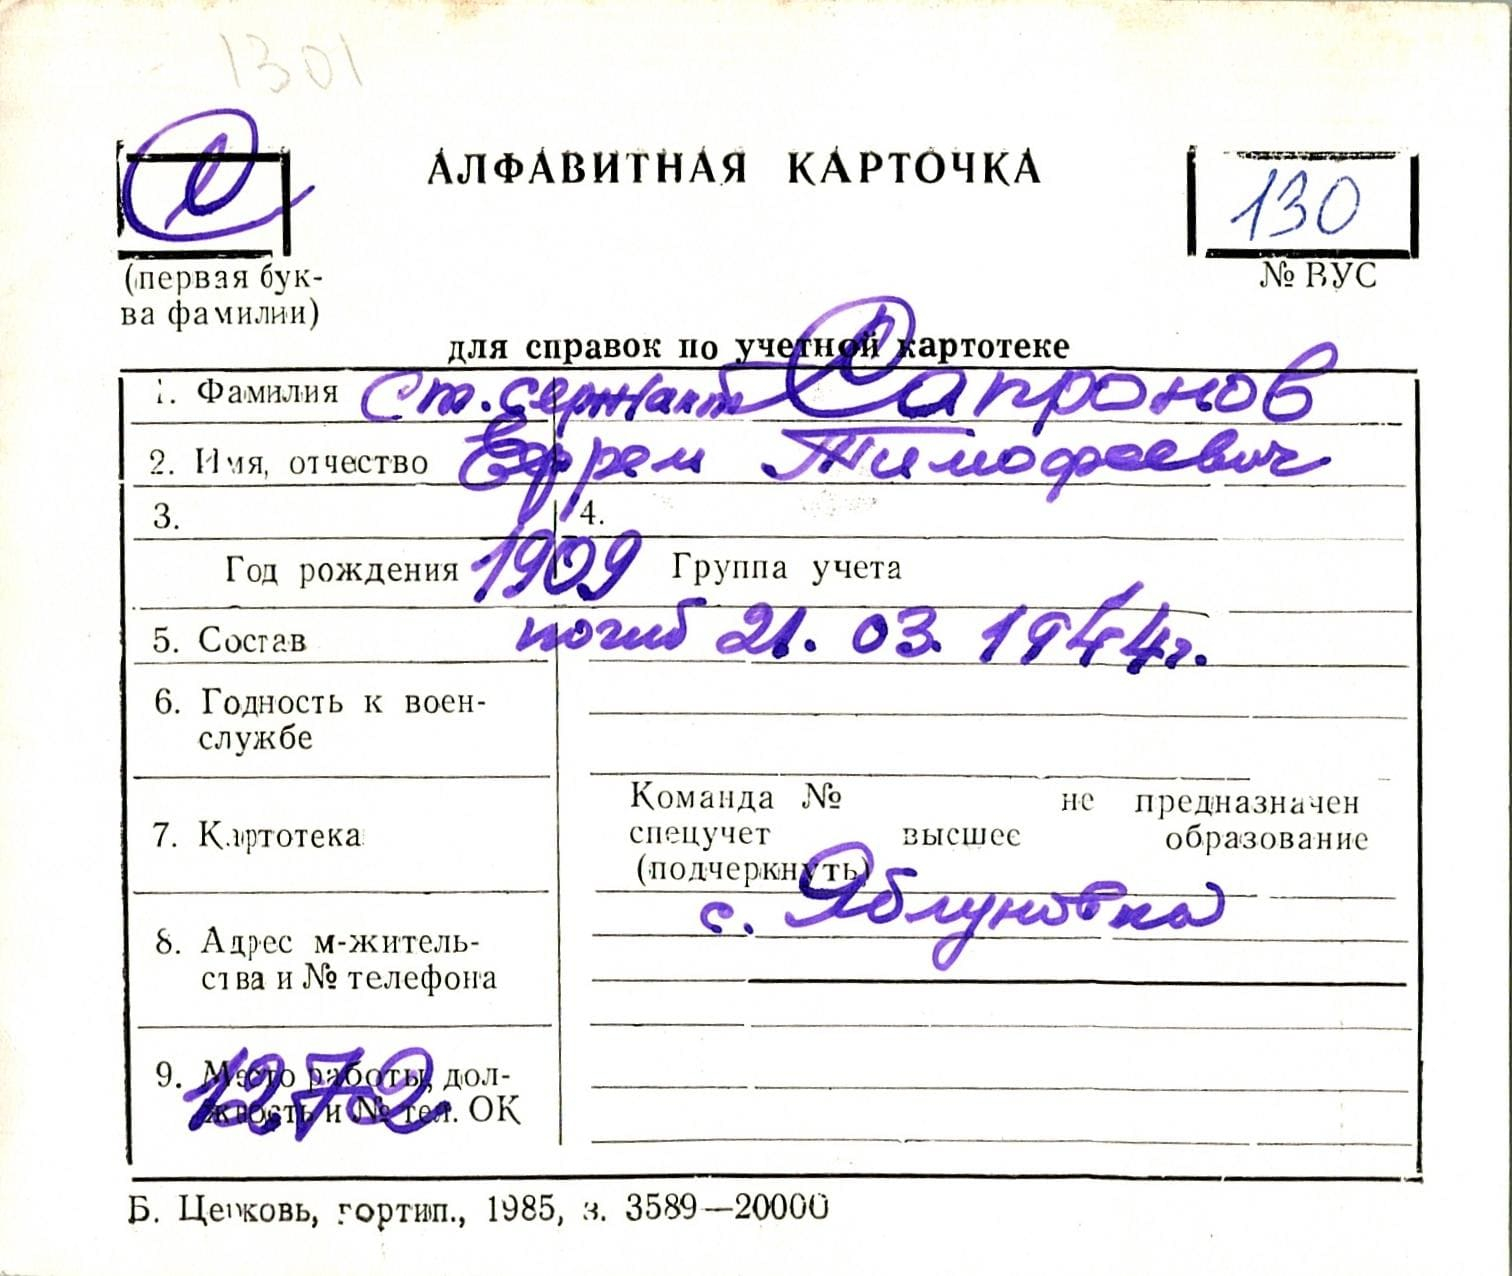 1301
С
АЛФАВИТНАЯ КАРТОЧКА
130
(первая бук-
ва фамилии)
№ ВУС
для справок по учетной картотеке
1. Фамилия Ст. сержант Сапронов
2. Имя, отчество Ефрем Тимофеевич
3. 4.
Год рождения 1909 Группа учета
5. Состав погиб 21.03.1944г.
6. Годность к воен-
службе
Команда № не предназначен
7. Картотека спецучет высшее образование
(подчеркнуть)
с. Яблуновка
8. Адрес м-житель-
ства и № телефона
9. Место работы, дол-
жность и № тел. ОК
1272
Б. Церковь, гортип., 1985, з. 3589—20000